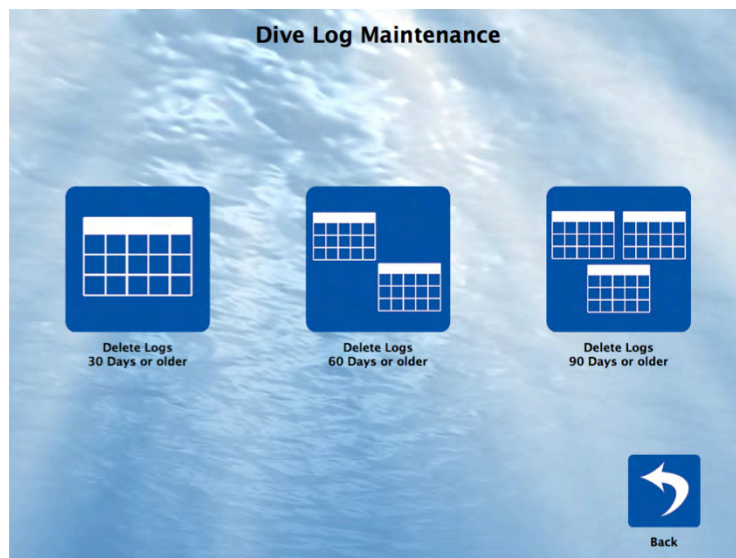 Dive Log Maintenance
Delete Logs
30 Days or older
Delete Logs
60 Days or older
Delete Logs
90 Days or older
Back